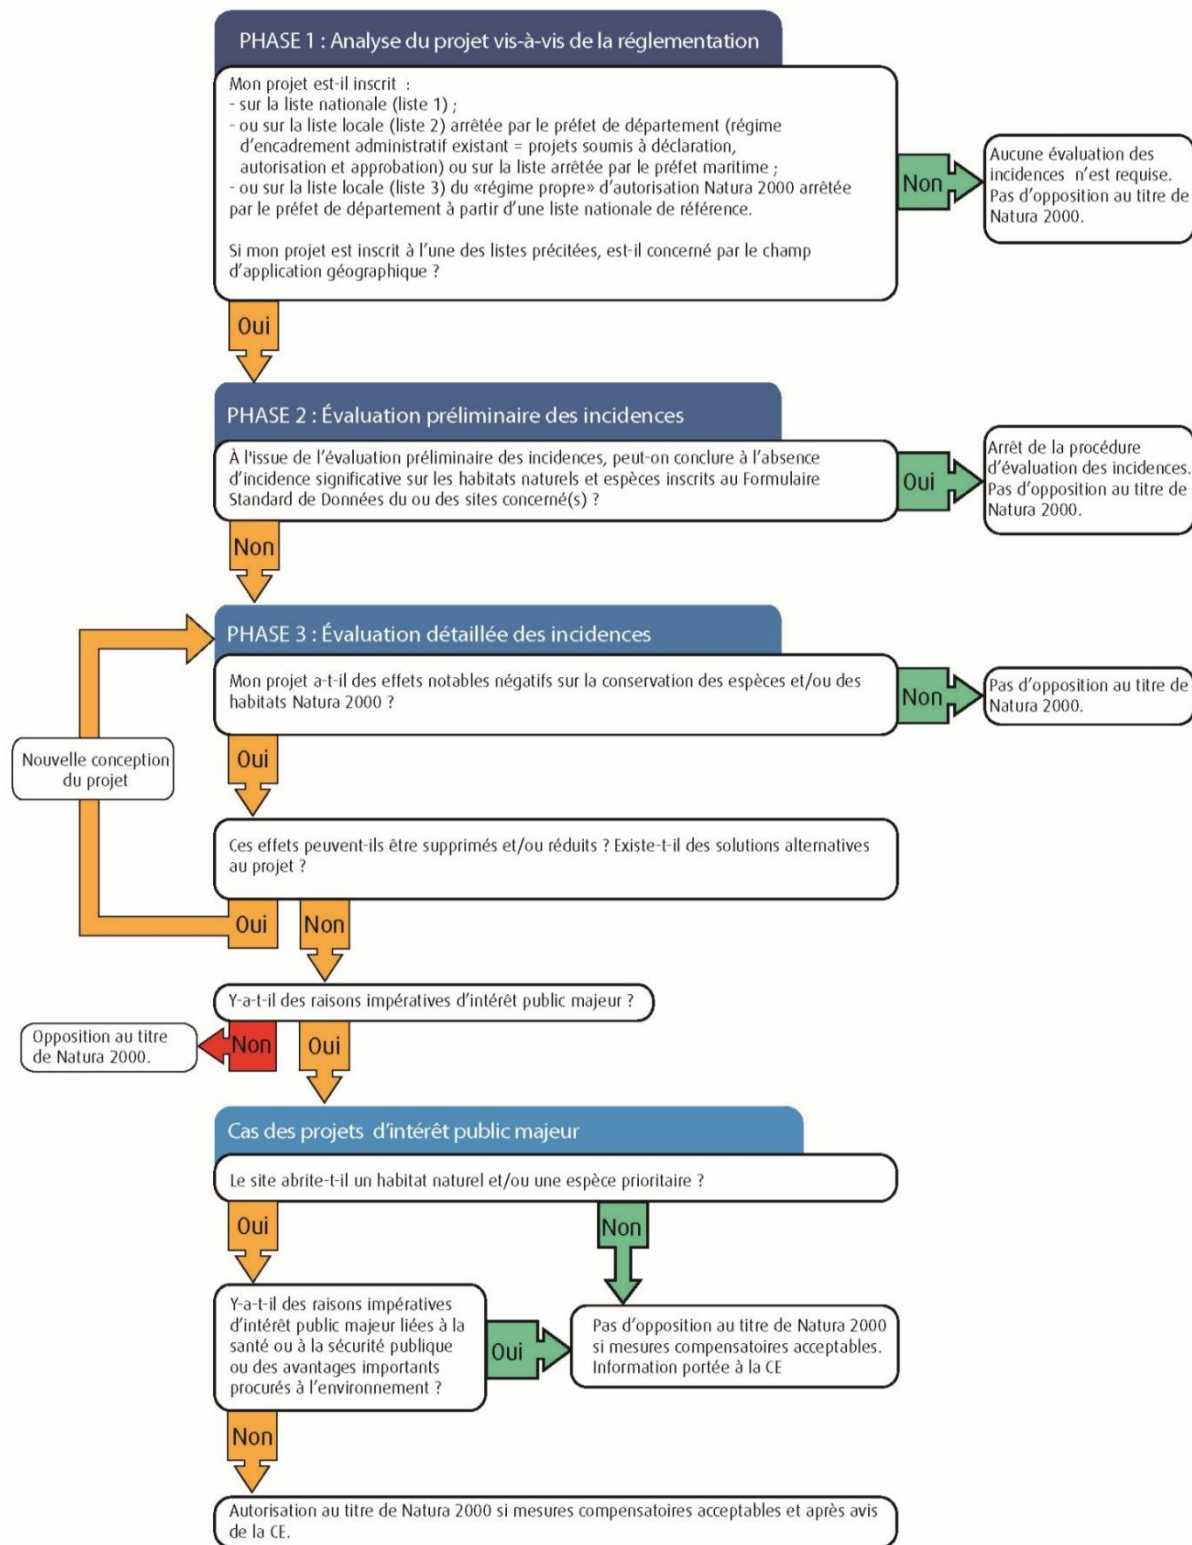 PHASE 1 : Analyse du projet vis-à-vis de la réglementation
Mon projet est-il inscrit :
- sur la liste nationale (liste 1) ;
- ou sur la liste locale (liste 2) arrêtée par le préfet de département (régime
d'encadrement administratif existant = projets soumis à déclaration,
autorisation et approbation) ou sur la liste arrêtée par le préfet maritime ;
- ou sur la liste locale (liste 3) du «régime propre» d'autorisation Natura 2000 arrêtée
par le préfet de département à partir d'une liste nationale de référence.
Si mon projet est inscrit à l'une des listes précitées, est-il concerné par le champ
d'application géographique ?
Non
Aucune évaluation des
incidences n'est requise.
Pas d'opposition au titre de
Natura 2000.
Oui
PHASE 2 : Évaluation préliminaire des incidences
À l'issue de l'évaluation préliminaire des incidences, peut-on conclure à l'absence
d'incidence significative sur les habitats naturels et espèces inscrits au Formulaire
Standard de Données du ou des sites concerné(s) ?
Oui
Arrêt de la procédure
d'évaluation des incidences.
Pas d'opposition au titre de
Natura 2000.
Non
PHASE 3 : Évaluation détaillée des incidences
Mon projet a-t-il des effets notables négatifs sur la conservation des espèces et/ou des
habitats Natura 2000 ?
Non
Pas d'opposition au titre de
Natura 2000.
Oui
Nouvelle conception
du projet
Ces effets peuvent-ils être supprimés et/ou réduits ? Existe-t-il des solutions alternatives
au projet ?
Oui
Non
Y-a-t-il des raisons impératives d'intérêt public majeur ?
Non
Opposition au titre
de Natura 2000.
Oui
Cas des projets d'intérêt public majeur
Le site abrite-t-il un habitat naturel et/ou une espèce prioritaire ?
Oui
Non
Y-a-t-il des raisons impératives
d'intérêt public majeur liées à la
santé ou à la sécurité publique
ou des avantages importants
procurés à l'environnement ?
Oui
Pas d'opposition au titre de Natura 2000
si mesures compensatoires acceptables.
Information portée à la CE
Non
Autorisation au titre de Natura 2000 si mesures compensatoires acceptables et après avis
de la CE.